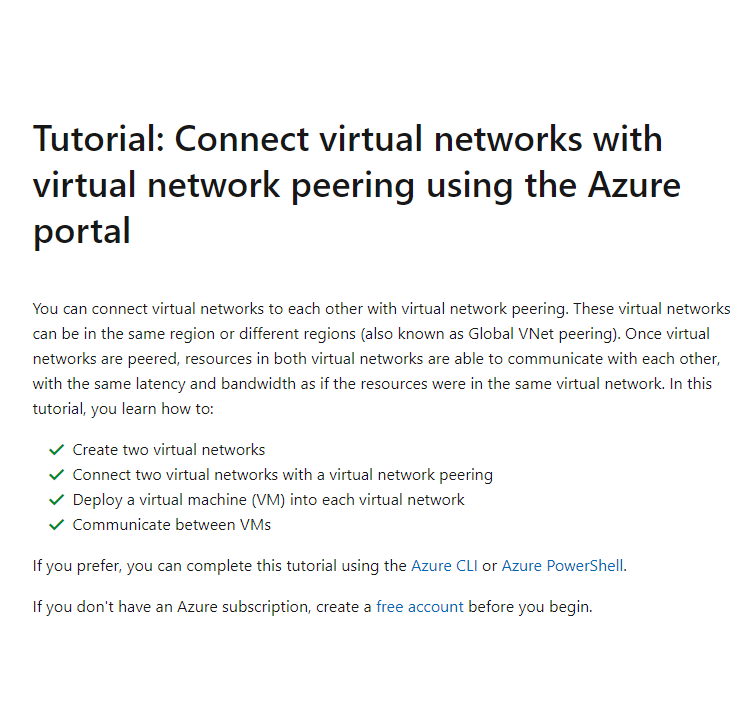 Tutorial: Connect virtual networks with
virtual network peering using the Azure
portal
You can connect virtual networks to each other with virtual network peering. These virtual networks
can be in the same region or different regions (also known as Global VNet peering). Once virtual
networks are peered, resources in both virtual networks are able to communicate with each other,
with the same latency and bandwidth as if the resources were in the same virtual network. In this
tutorial, you learn how to:
Create two virtual networks
Connect two virtual networks with a virtual network peering
Deploy a virtual machine (VM) into each virtual network
Communicate between VMs
If you prefer, you can complete this tutorial using the Azure CLI or Azure PowerShell.
If you don't have an Azure subscription, create a free account before you begin.